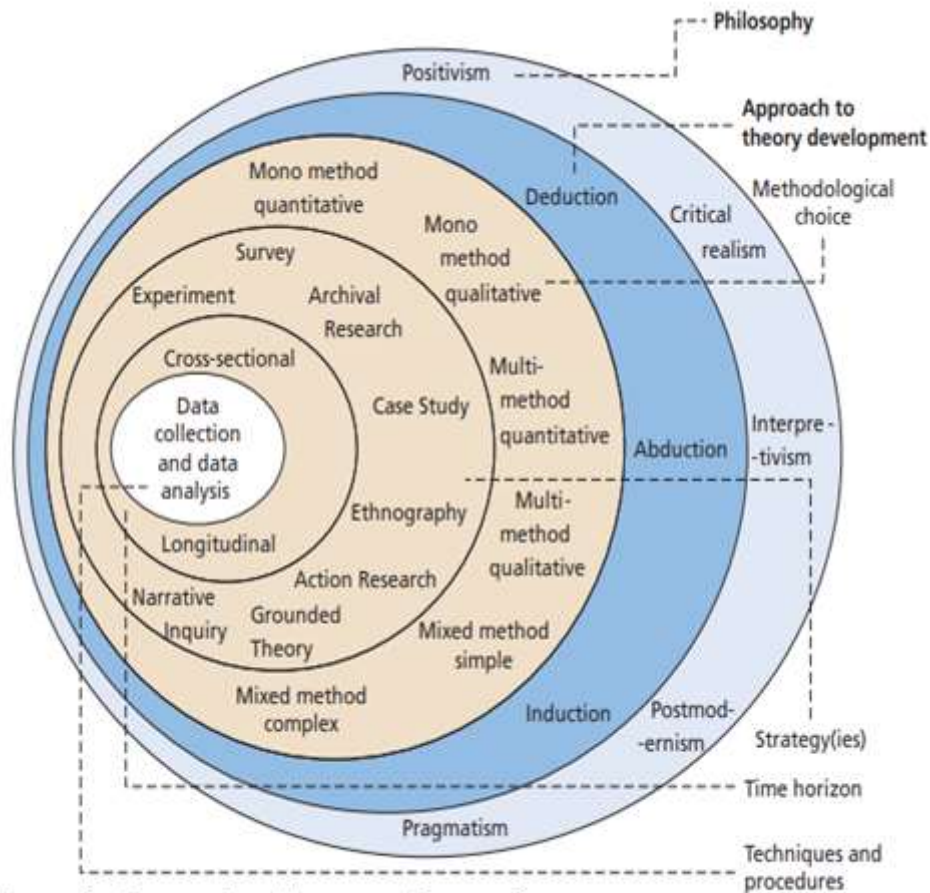 Philosophy
Positivism
Approach to
theory development
Mono method
quantitative
Deduction
Methodological
choice
Critical
realism
Mono
method
qualitative
Survey
Experiment
Archival
Research
Cross-sectional
Multi-
method
quantitative
Data
collection
and data
analysis
Case Study
Interpre-
-tivism
Abduction
Ethnography
Multi-
method
qualitative
Longitudinal
Action Research
Narrative
Inquiry
Grounded
Theory
Mixed method
simple
Mixed method
complex
Induction
Postmod-
-ernism
Strategy(ies)
Time horizon
Pragmatism
Techniques and
procedures